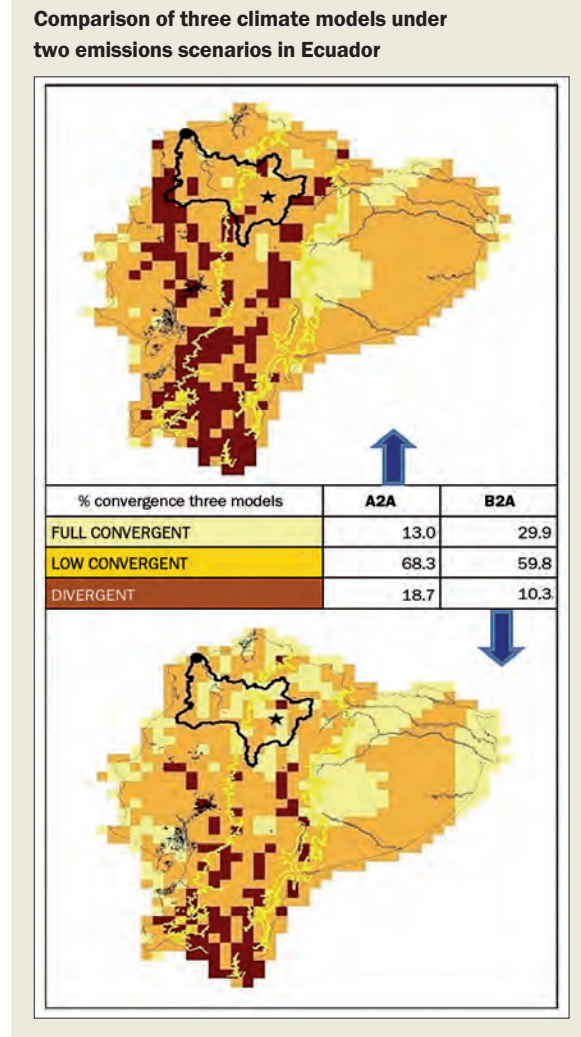 Comparison of three climate models under
two emissions scenarios in Ecuador
% convergence three models A2A B2A
FULL CONVERGENT 13.0 29.9
LOW CONVERGENT 68.3 59.8
DIVERGENT 18.7 10.3